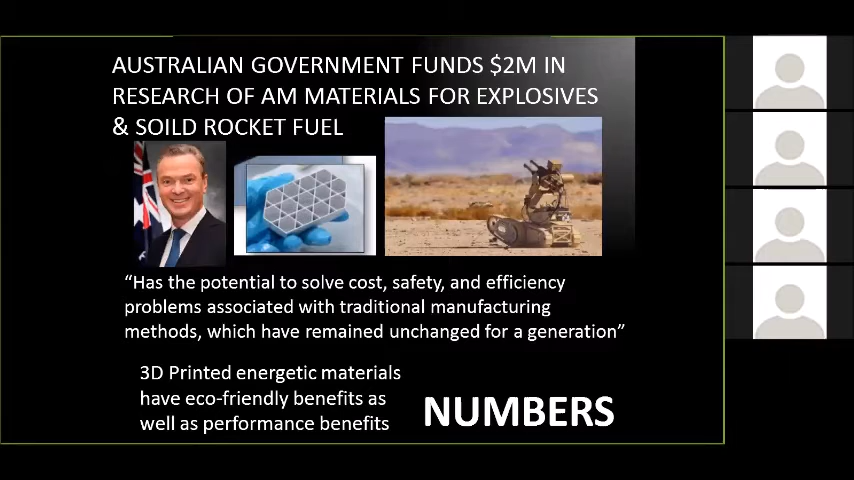 AUSTRALIAN GOVERNMENT FUNDS $2M IN
RESEARCH OF AM MATERIALS FOR EXPLOSIVES
& SOILD ROCKET FUEL
“Has the potential to solve cost, safety, and efficiency
problems associated with traditional manufacturing
methods, which have remained unchanged for a generation”
3D Printed energetic materials
have eco-friendly benefits as
well as performance benefits
NUMBERS